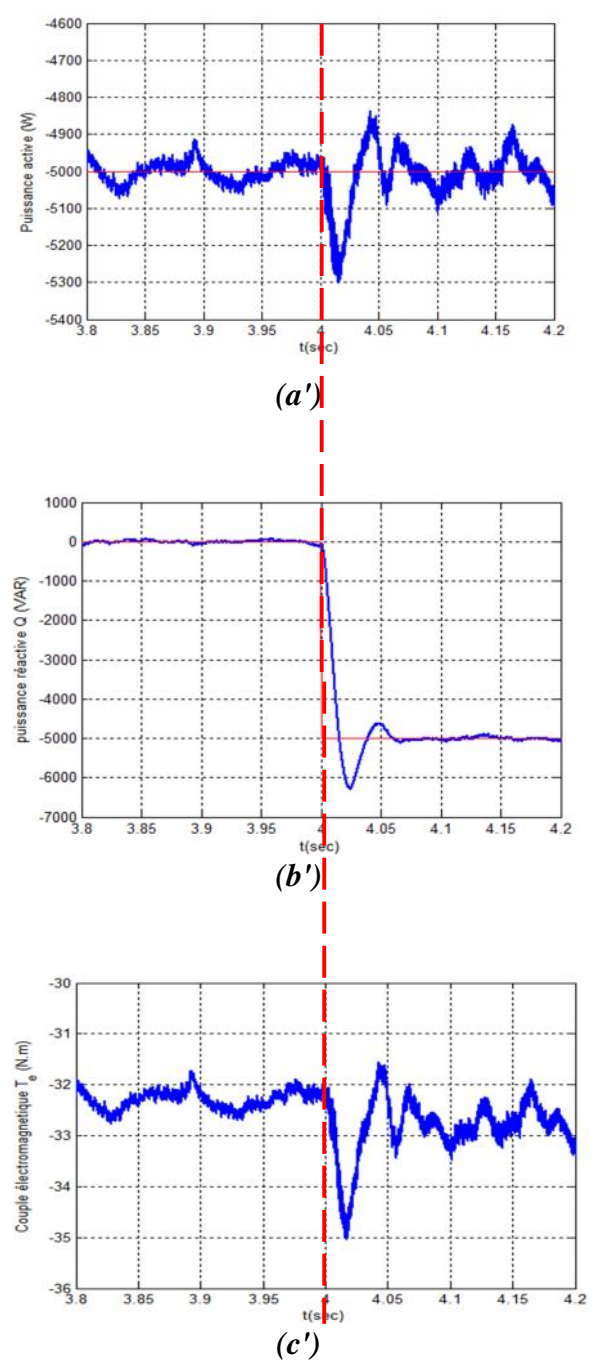 -4600
-4700
-4800
-4900
-5000
-5100
-5200
-5300
-5400
Puissance active (W)
3.8 3.85 3.9 3.95 4 4.05 4.1 4.15 4.2
t(sec)
(a')
1000
0
-1000
-2000
-3000
-4000
-5000
-6000
-7000
puissance réactive Q (VAR)
3.8 3.85 3.9 3.95 4 4.05 4.1 4.15 4.2
t(sec)
(b')
-30
-31
-32
-33
-34
-35
-36
Couple électromagnetique T_e (N.m)
3.8 3.85 3.9 3.95 4 4.05 4.1 4.15 4.2
t(sec)
(c')